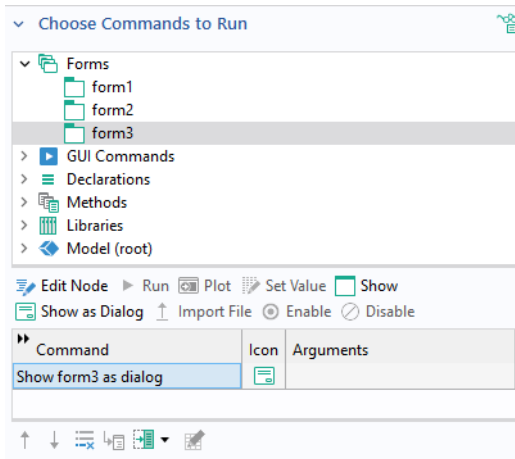 Choose Commands to Run
Forms
form1
form2
form3
GUI Commands
Declarations
Methods
Libraries
Model (root)
Edit Node Run Plot Set Value Show
Show as Dialog Import File Enable Disable
Command Icon Arguments
Show form3 as dialog